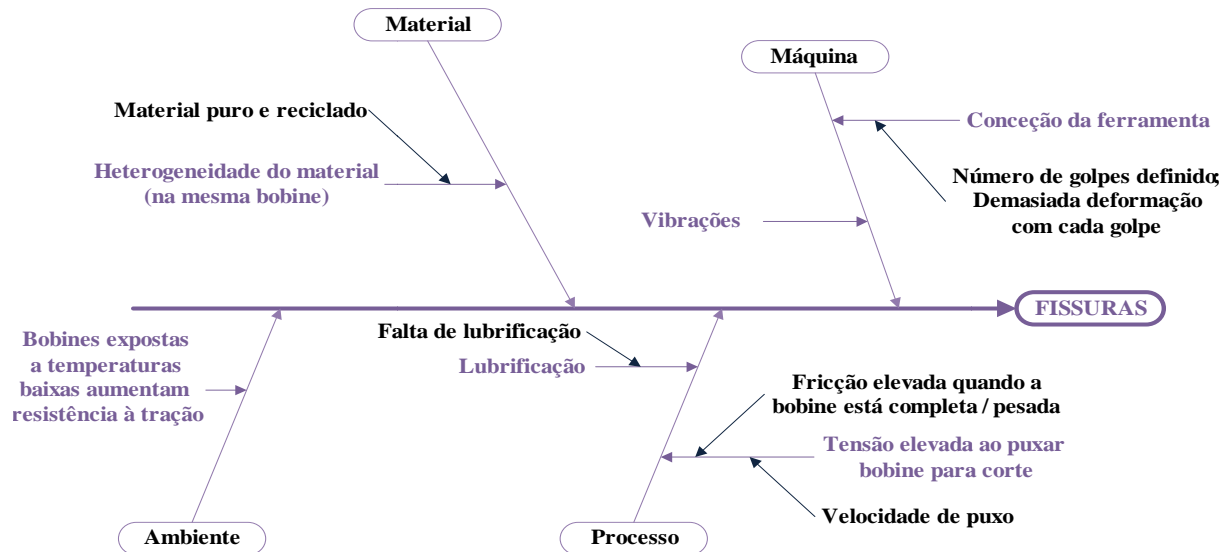 Material
Máquina
Material puro e reciclado
Conceção da ferramenta
Heterogeneidade do material
(na mesma bobine)
Número de golpes definido;
Demasiada deformação
com cada golpe
Vibrações
FISSURAS
Bobines expostas
a temperaturas
baixas aumentam
resistência à tração
Falta de lubrificação
Lubrificação
Fricção elevada quando a
bobine está completa / pesada
Tensão elevada ao puxar
bobine para corte
Velocidade de puxo
Ambiente
Processo